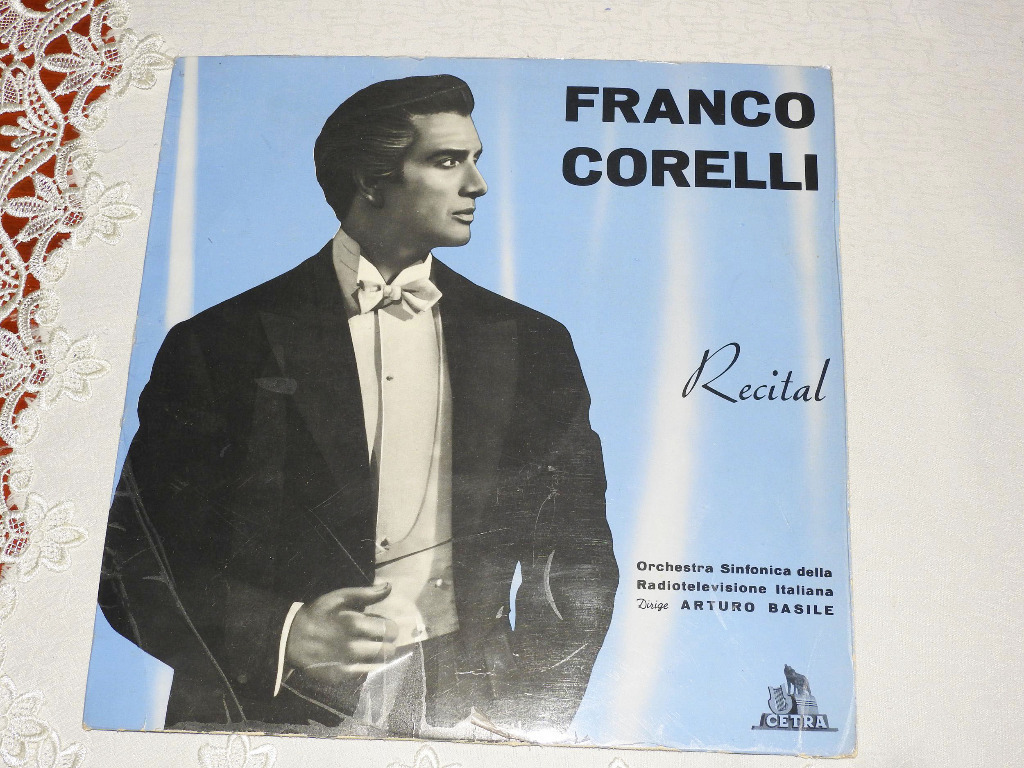 FRANCO
CORELLI
Recital
Orchestra Sinfonica della
Radiotelevisione Italiana
Dirige ARTURO BASILE
CETRA